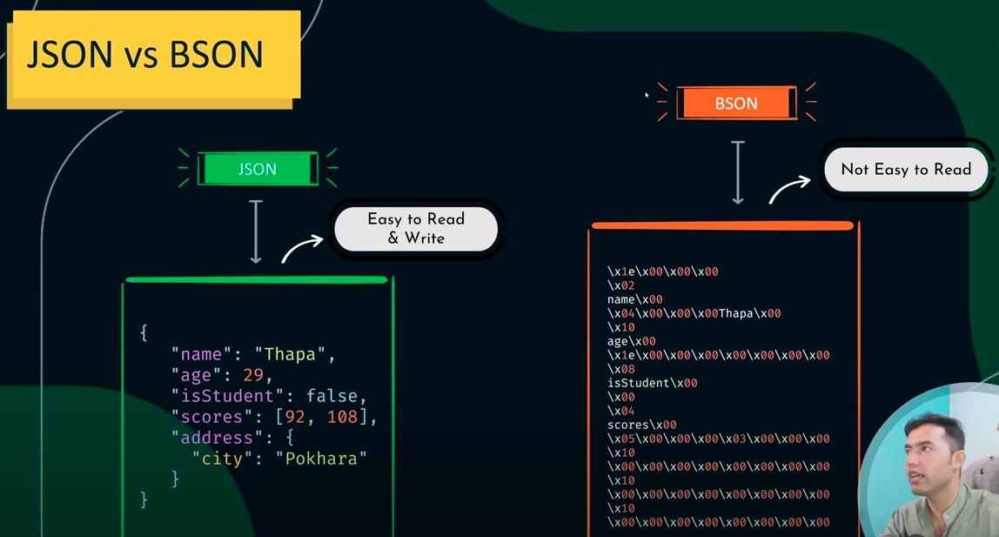 JSON vs BSON
JSON
Easy to Read
& Write
{
"name": "Thapa",
"age": 29,
"isStudent": false,
"scores": [92, 108],
"address": {
"city": "Pokhara"
}
}
BSON
Not Easy to Read
\x1e\x00\x00\x00
\x02
name\x00
\x04\x00\x00\x00Thapa\x00
\x10
age\x00
\x1e\x00\x00\x00\x00\x00\x00\x00
\x08
isStudent\x00
\x00
\x04
scores\x00
\x05\x00\x00\x00\x03\x00\x00\x00
\x10
\x00\x00\x00\x00\x00\x00\x00\x00
\x10
\x00\x00\x00\x00\x00\x00\x00\x00
\x10
\x00\x00\x00\x00\x00\x00\x00\x00